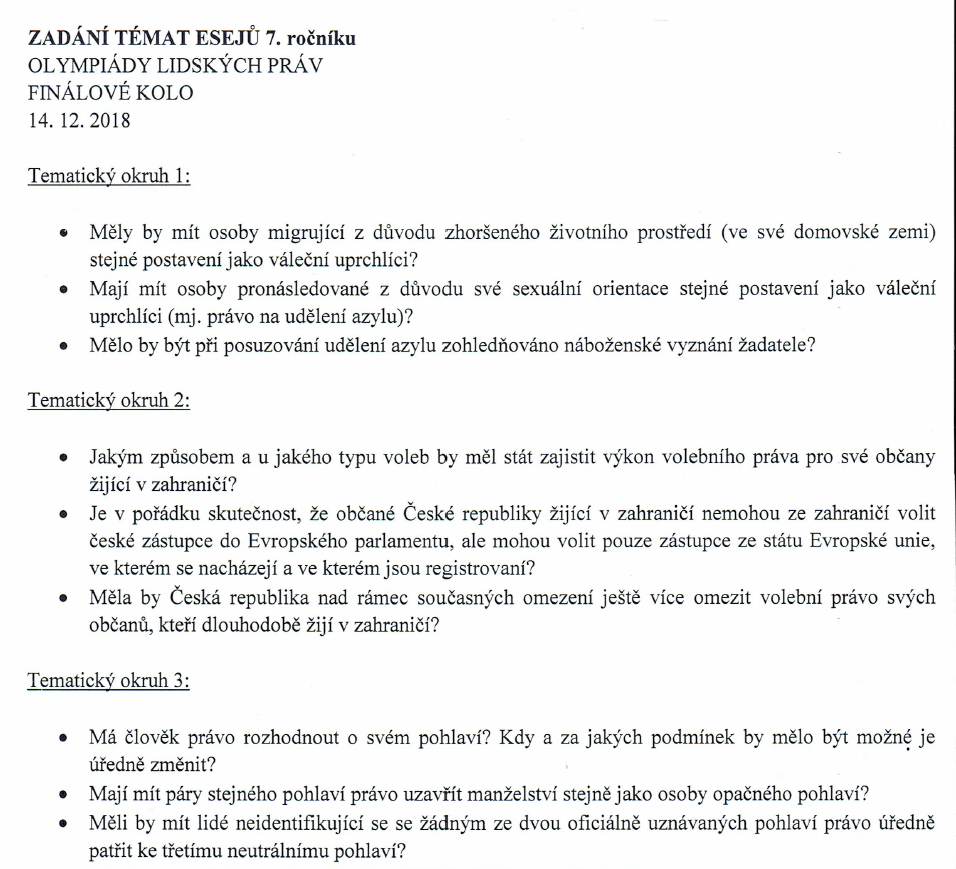 ZADÁNÍ TÉMAT ESEJŮ 7. ročníku
OLYMPIÁDY LIDSKÝCH PRÁV
FINÁLOVÉ KOLO
14. 12. 2018
Tematický okruh 1:
• Měly by mít osoby migrující z důvodu zhoršeného životního prostředí (ve své domovské zemi)
stejné postavení jako váleční uprchlíci?
• Mají mít osoby pronásledované z důvodu své sexuální orientace stejné postavení jako váleční
uprchlíci (mj. právo na udělení azylu)?
• Mělo by být při posuzování udělení azylu zohledňováno náboženské vyznání žadatele?
Tematický okruh 2:
• Jakým způsobem a u jakého typu voleb by měl stát zajistit výkon volebního práva pro své občany
žijící v zahraničí?
• Je v pořádku skutečnost, že občané České republiky žijící v zahraničí nemohou ze zahraničí volit
české zástupce do Evropského parlamentu, ale mohou volit pouze zástupce ze státu Evropské unie,
ve kterém se nacházejí a ve kterém jsou registrovaní?
• Měla by Česká republika nad rámec současných omezení ještě více omezit volební právo svých
občanů, kteří dlouhodobě žijí v zahraničí?
Tematický okruh 3:
• Má člověk právo rozhodnout o svém pohlaví? Kdy a za jakých podmínek by mělo být možné je
úředně změnit?
• Mají mít páry stejného pohlaví právo uzavřít manželství stejně jako osoby opačného pohlaví?
• Měli by mít lidé neidentifikující se se žádným ze dvou oficiálně uznávaných pohlaví právo úředně
patřit ke třetímu neutrálnímu pohlaví?